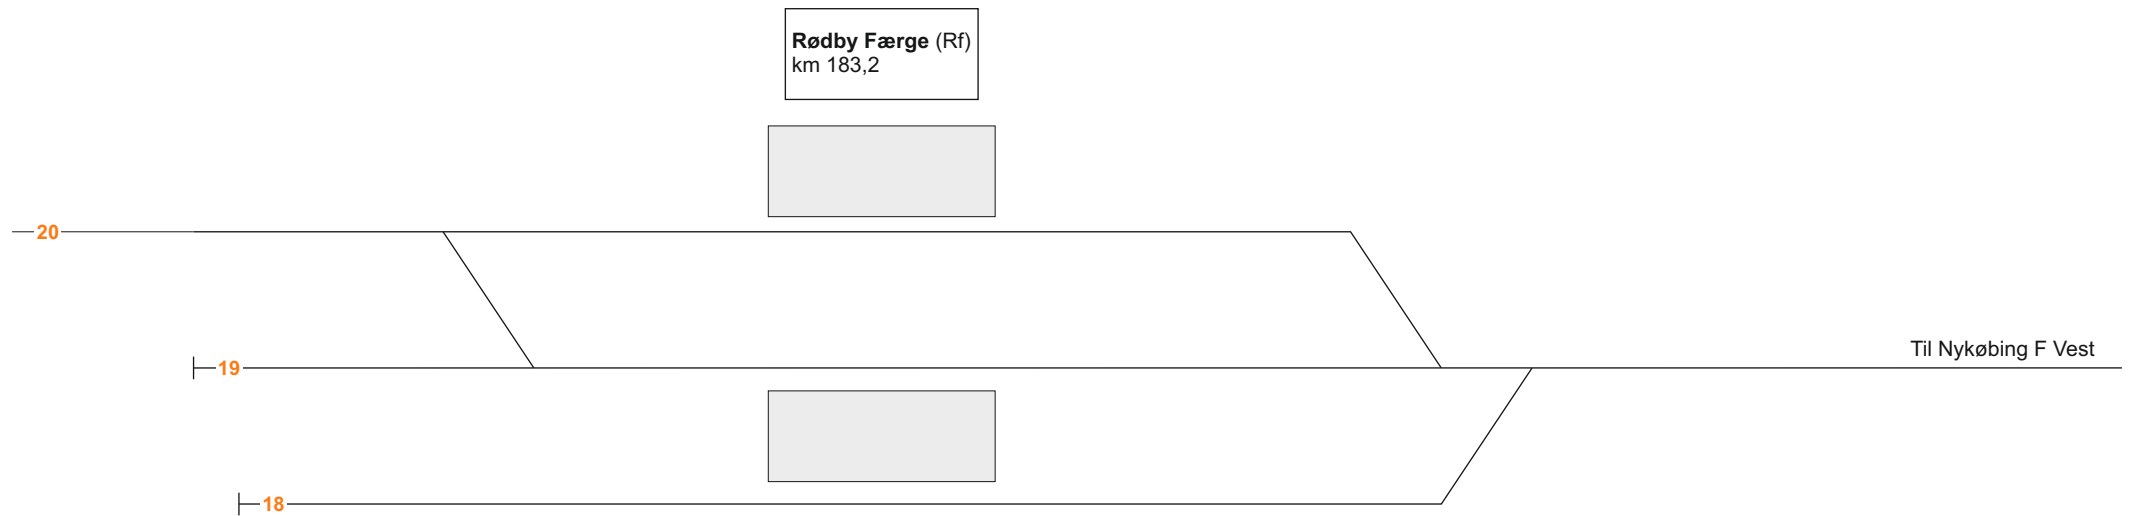 Rødby Færge (Rf)
km 183,2
20
19
Til Nykøbing F Vest
18